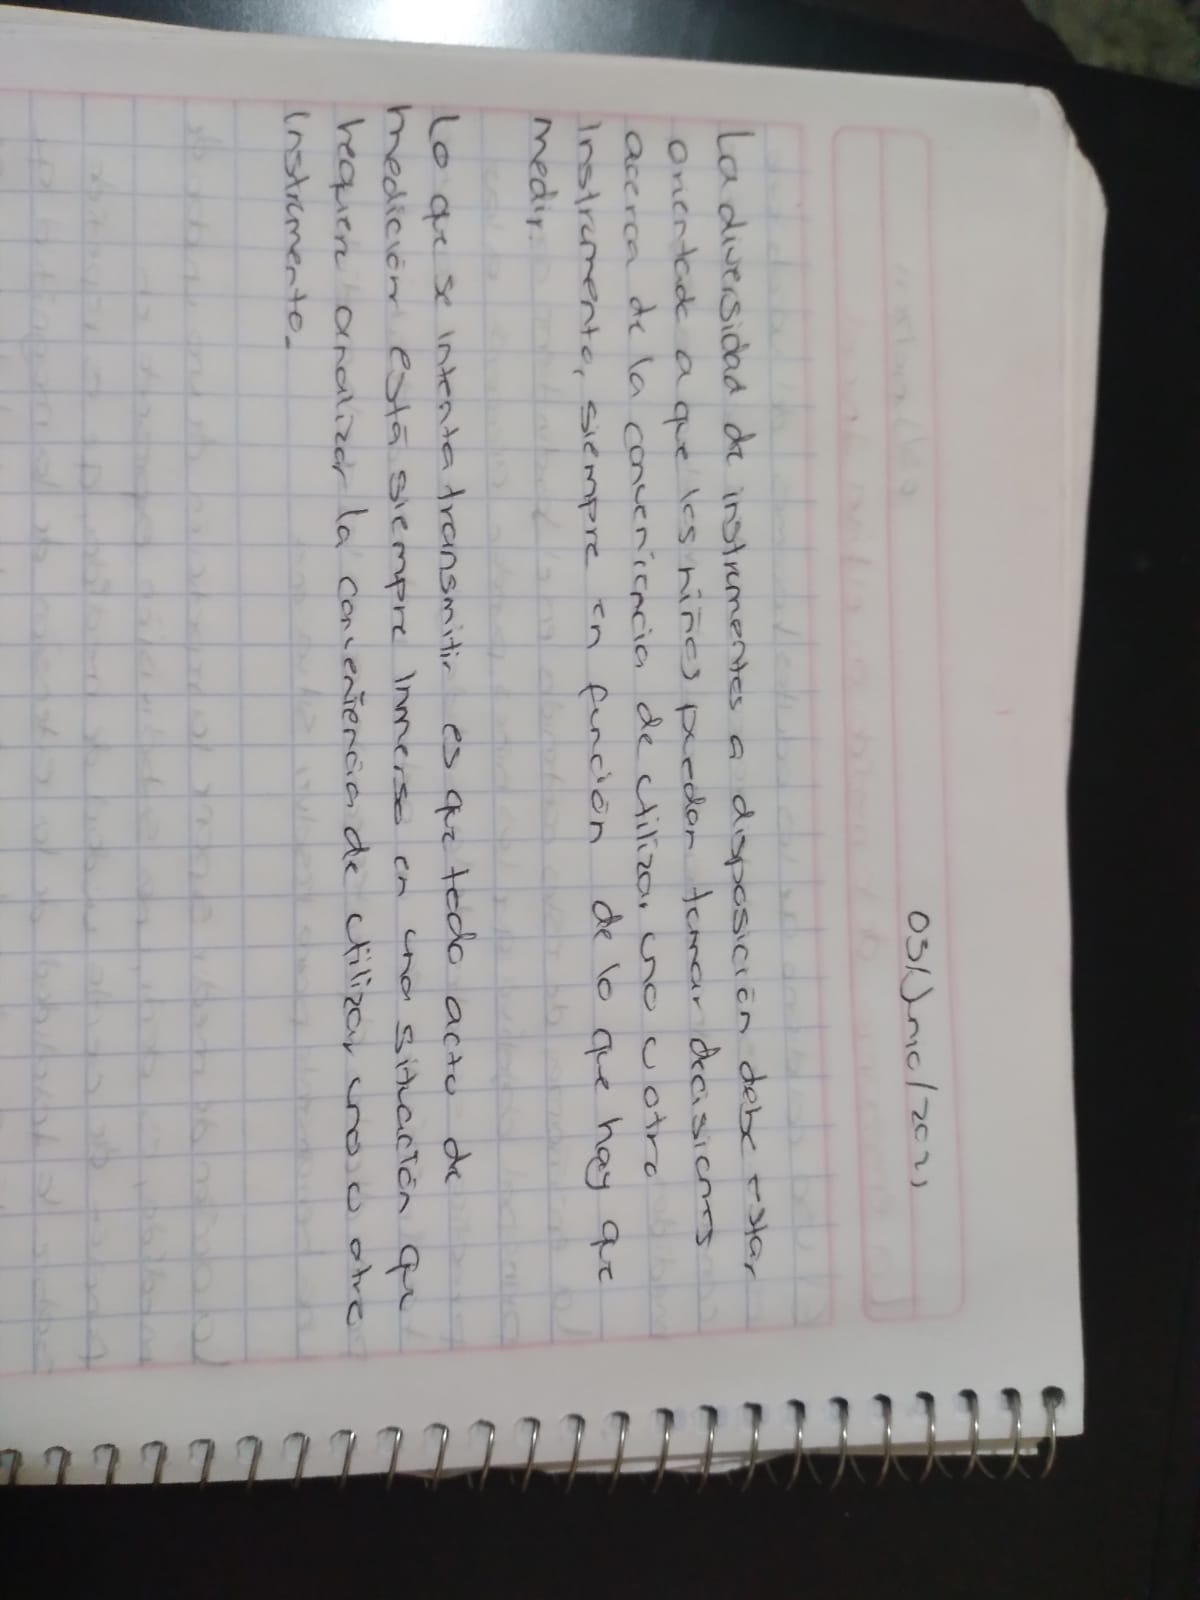 03/Junio/2021
La diversidad de instrumentos a disposición debe estar
orientado a que los niños puedan tomar decisiones
acerca de la conveniencia de utilizar uno u otro
instrumento, siempre en función de lo que hay que
medir.
Lo que se intenta transmitir es que todo acto de
medición está siempre inmerso en una situación que
requiere analizar la conveniencia de utilizar uno u otro
instrumento.